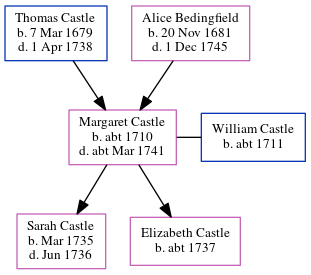 Thomas Castle
b. 7 Mar 1679
d. 1 Apr 1738
Alice Bedingfield
b. 20 Nov 1681
d. 1 Dec 1745
Margaret Castle
b. abt 1710
d. abt Mar 1741
William Castle
b. abt 1711
Sarah Castle
b. Mar 1735
d. Jun 1736
Elizabeth Castle
b. abt 1737